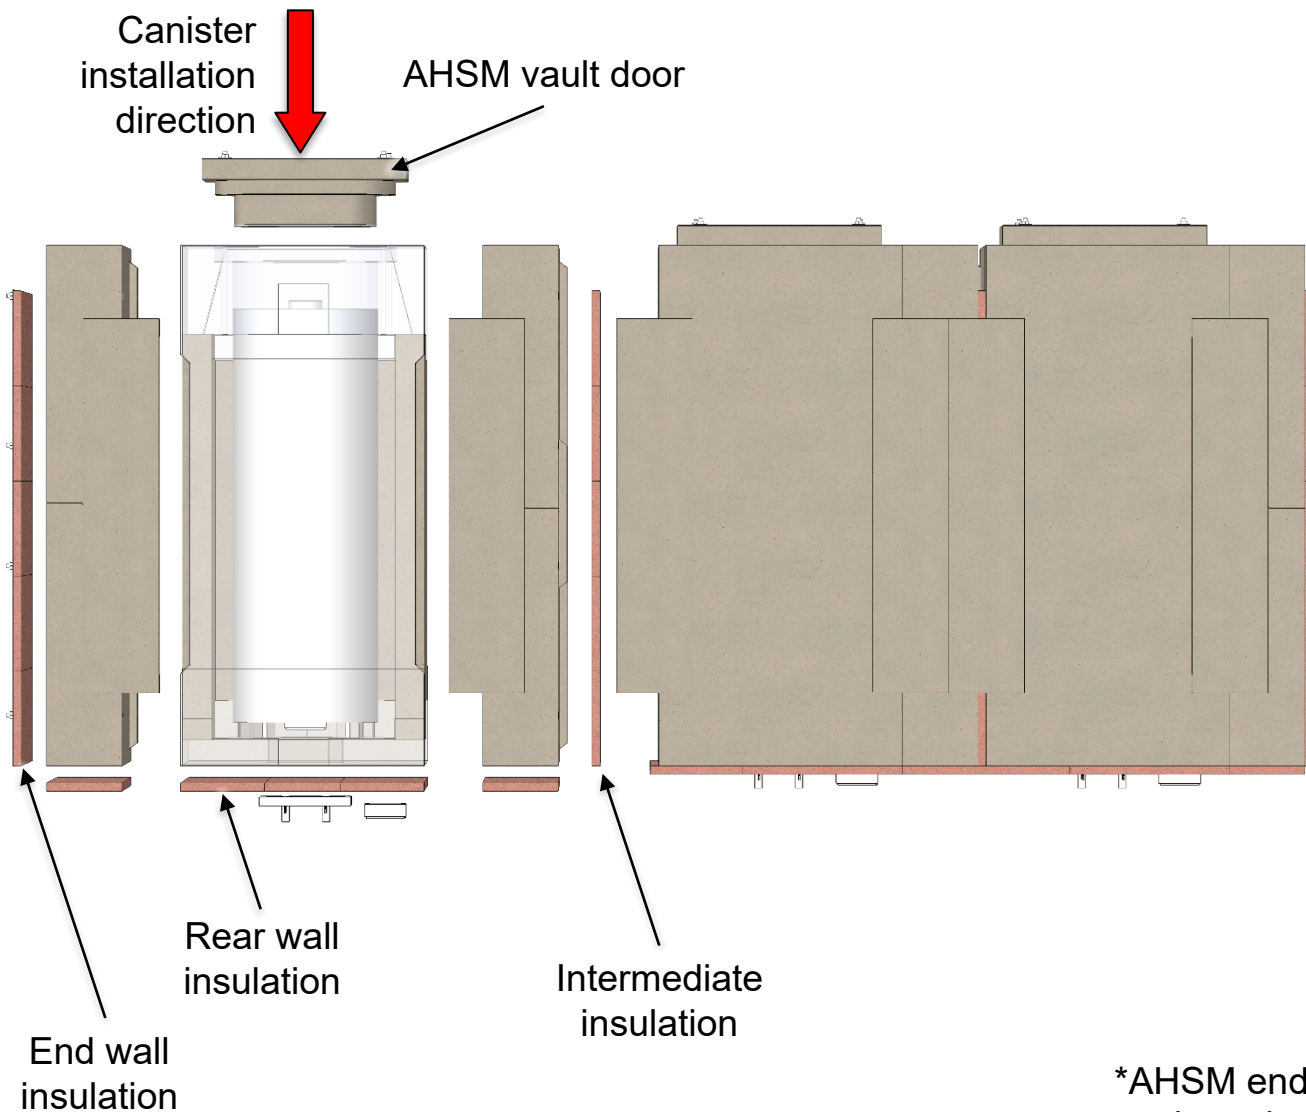 Canister
installation
direction
AHSM vault door
Rear wall
insulation
Intermediate
insulation
End wall
insulation
*AHSM end